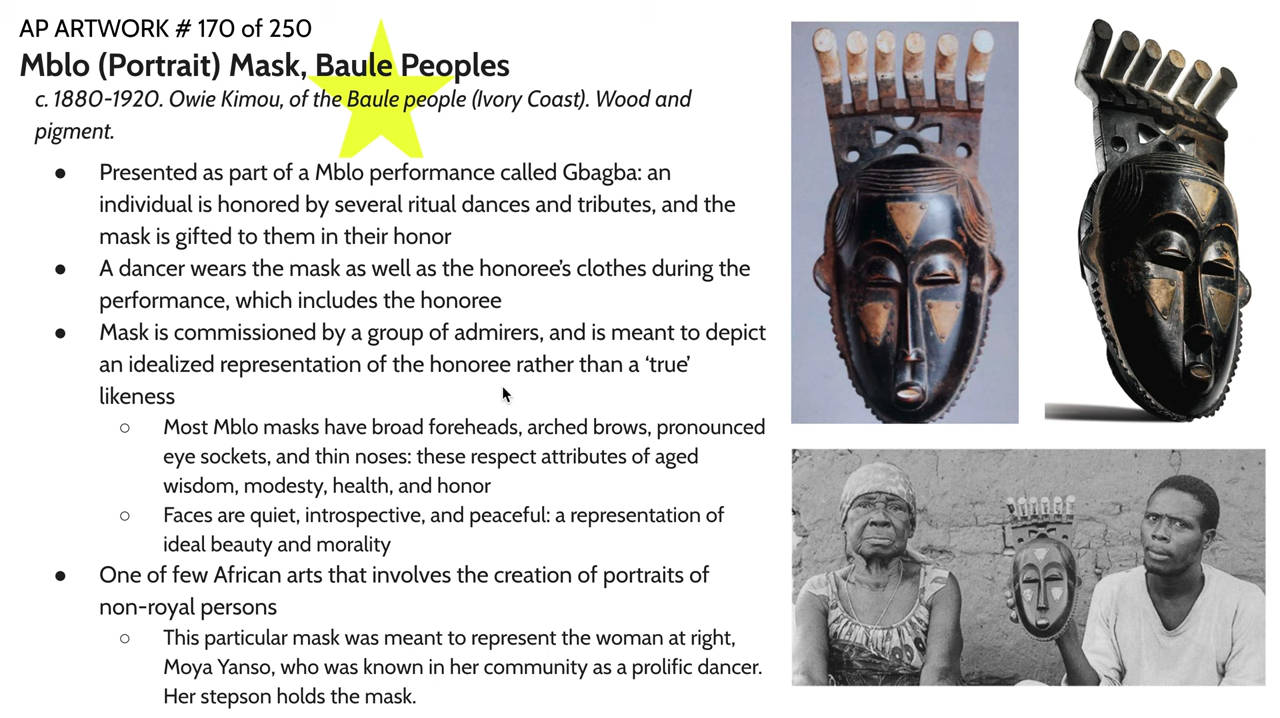 AP ARTWORK # 170 of 250
Mblo (Portrait) Mask, Baule Peoples
c. 1880-1920. Owie Kimou, of the Baule people (Ivory Coast). Wood and
pigment.
● Presented as part of a Mblo performance called Gbagba: an
individual is honored by several ritual dances and tributes, and the
mask is gifted to them in their honor
● A dancer wears the mask as well as the honoree’s clothes during the
performance, which includes the honoree
● Mask is commissioned by a group of admirers, and is meant to depict
an idealized representation of the honoree rather than a ‘true’
likeness
○ Most Mblo masks have broad foreheads, arched brows, pronounced
eye sockets, and thin noses: these respect attributes of aged
wisdom, modesty, health, and honor
○ Faces are quiet, introspective, and peaceful: a representation of
ideal beauty and morality
● One of few African arts that involves the creation of portraits of
non-royal persons
○ This particular mask was meant to represent the woman at right,
Moya Yanso, who was known in her community as a prolific dancer.
Her stepson holds the mask.